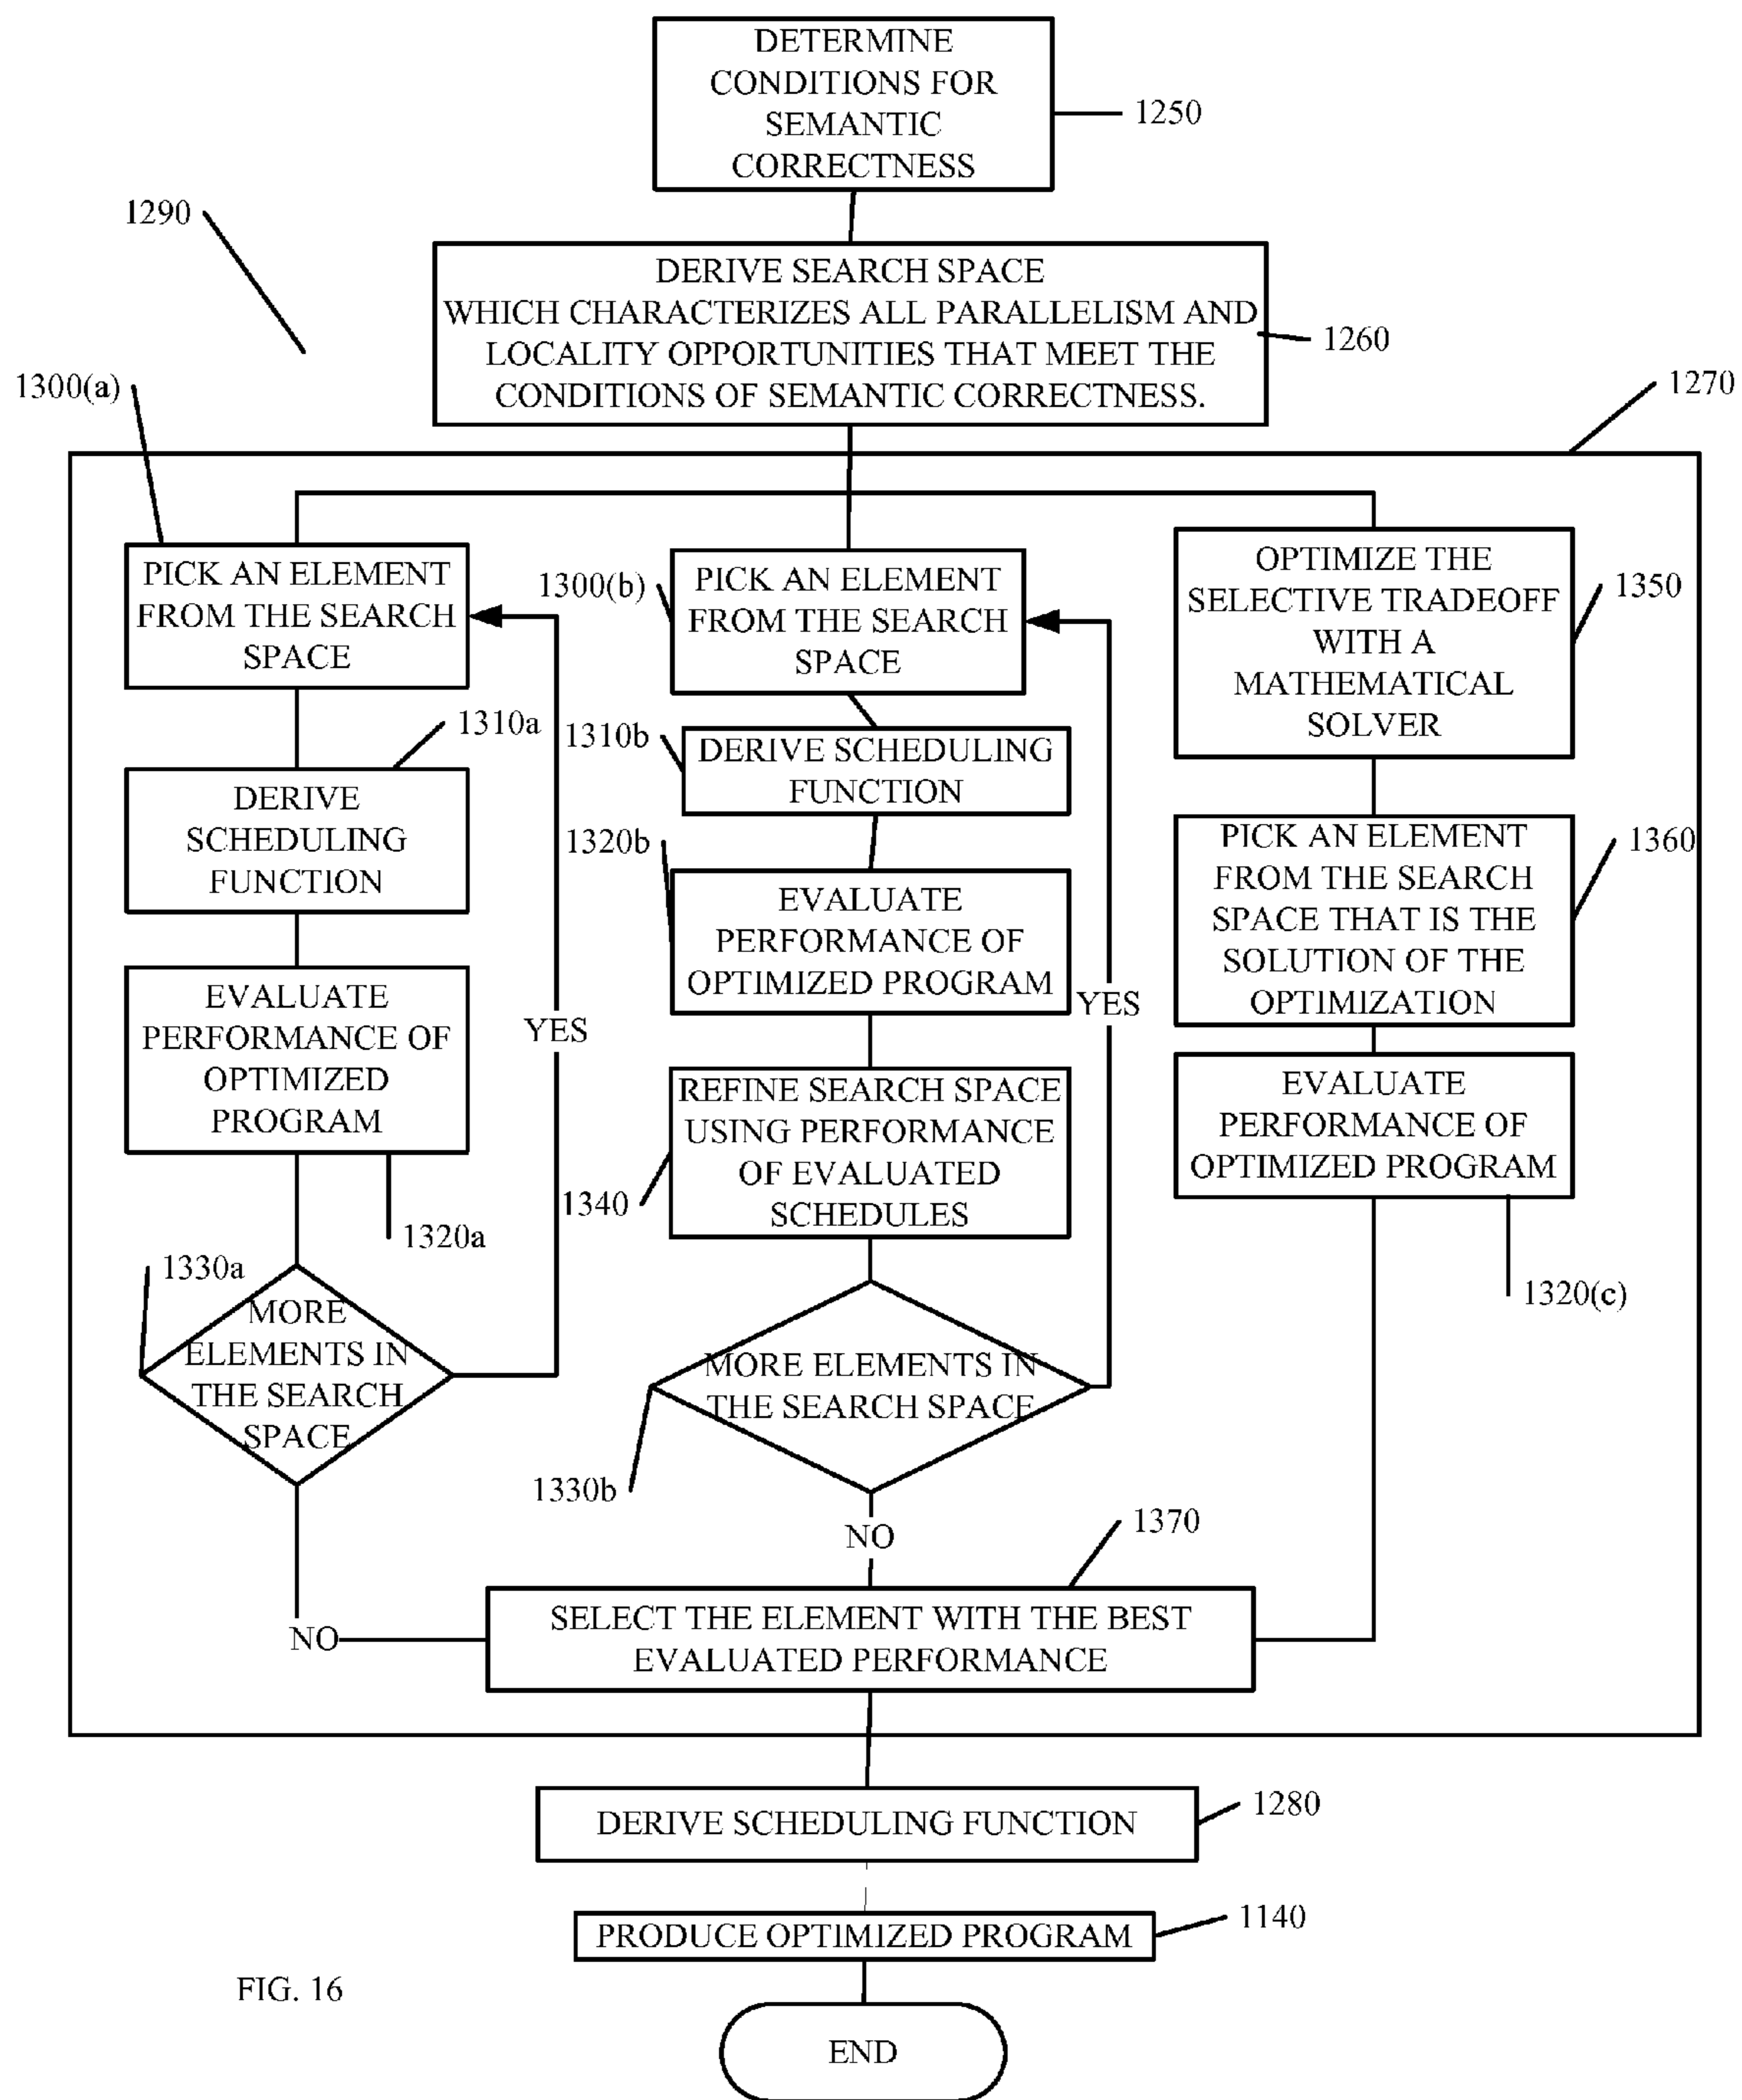 DETERMINE
CONDITIONS FOR
SEMANTIC
CORRECTNESS
1250
1290
DERIVE SEARCH SPACE
WHICH CHARACTERIZES ALL PARALLELISM AND
LOCALITY OPPORTUNITIES THAT MEET THE
CONDITIONS OF SEMANTIC CORRECTNESS.
1260
1270
1300(a)
PICK AN ELEMENT
FROM THE SEARCH
SPACE
1310a
DERIVE
SCHEDULING
FUNCTION
EVALUATE
PERFORMANCE OF
OPTIMIZED
PROGRAM
1320a
YES
1330a
MORE
ELEMENTS IN
THE SEARCH
SPACE
NO
1300(b)
PICK AN ELEMENT
FROM THE SEARCH
SPACE
1310b
DERIVE SCHEDULING
FUNCTION
1320b
EVALUATE
PERFORMANCE OF
OPTIMIZED PROGRAM
YES
REFINE SEARCH SPACE
USING PERFORMANCE
OF EVALUATED
SCHEDULES
1340
MORE ELEMENTS IN
THE SEARCH SPACE
1330b
NO
OPTIMIZE THE
SELECTIVE TRADEOFF
WITH A
MATHEMATICAL
SOLVER
1350
PICK AN ELEMENT
FROM THE SEARCH
SPACE THAT IS THE
SOLUTION OF THE
OPTIMIZATION
1360
EVALUATE
PERFORMANCE OF
OPTIMIZED PROGRAM
1320(c)
1370
SELECT THE ELEMENT WITH THE BEST
EVALUATED PERFORMANCE
DERIVE SCHEDULING FUNCTION
1280
PRODUCE OPTIMIZED PROGRAM
1140
FIG. 16
END